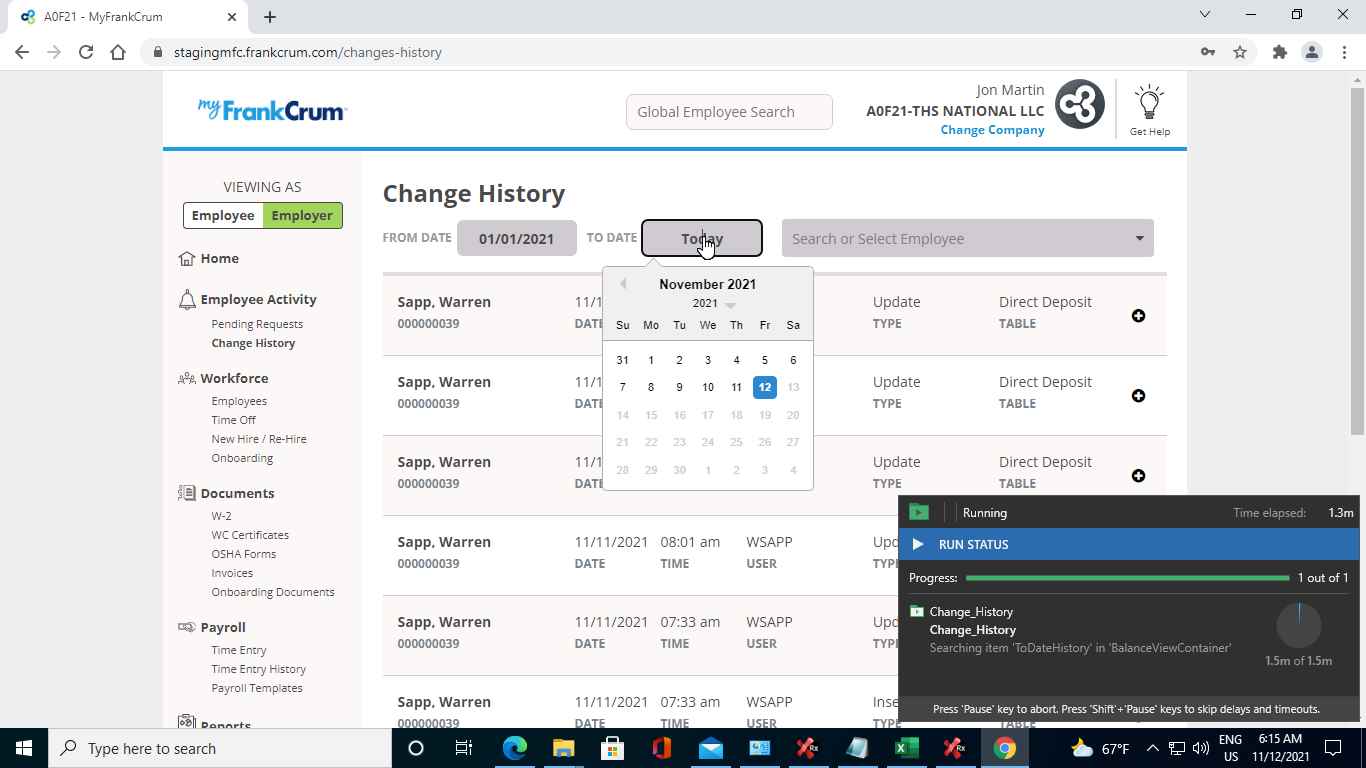 A0F21 - MyFrankCrum
stagingmfc.frankcrum.com/changes-history
myFrankCrum
Global Employee Search
Jon Martin
A0F21-THS NATIONAL LLC
Change Company
Get Help
VIEWING AS
Employee Employer
Home
Employee Activity
Pending Requests
Change History
Workforce
Employees
Time Off
New Hire / Re-Hire
Onboarding
Documents
W-2
WC Certificates
OSHA Forms
Invoices
Onboarding Documents
Payroll
Time Entry
Time Entry History
Payroll Templates
Reports
Change History
FROM DATE 01/01/2021 TO DATE Today Search or Select Employee
November 2021
2021
Su Mo Tu We Th Fr Sa
31 1 2 3 4 5 6
7 8 9 10 11 12 13
14 15 16 17 18 19 20
21 22 23 24 25 26 27
28 29 30 1 2 3 4
Sapp, Warren 11/1 Update Direct Deposit
000000039 DATE TYPE TABLE
Sapp, Warren 11/1 Update Direct Deposit
000000039 DATE TYPE TABLE
Sapp, Warren 11/1 Update Direct Deposit
000000039 DATE TYPE TABLE
Sapp, Warren 11/11/2021 08:01 am WSAPP Upd
000000039 DATE TIME USER TYP
Sapp, Warren 11/11/2021 07:33 am WSAPP Upd
000000039 DATE TIME USER TYP
Sapp, Warren 11/11/2021 07:33 am WSAPP Inse
000000039 DATE TIME USER TYPE TABLE
Running Time elapsed: 1.3m
RUN STATUS
Progress: 1 out of 1
Change_History
Change_History
Searching item 'ToDateHistory' in 'BalanceViewContainer'
1.5m of 1.5m
Press 'Pause' key to abort. Press 'Shift'+'Pause' keys to skip delays and timeouts.
Type here to search
Rx
Rx
67°F
ENG
US
6:15 AM
11/12/2021